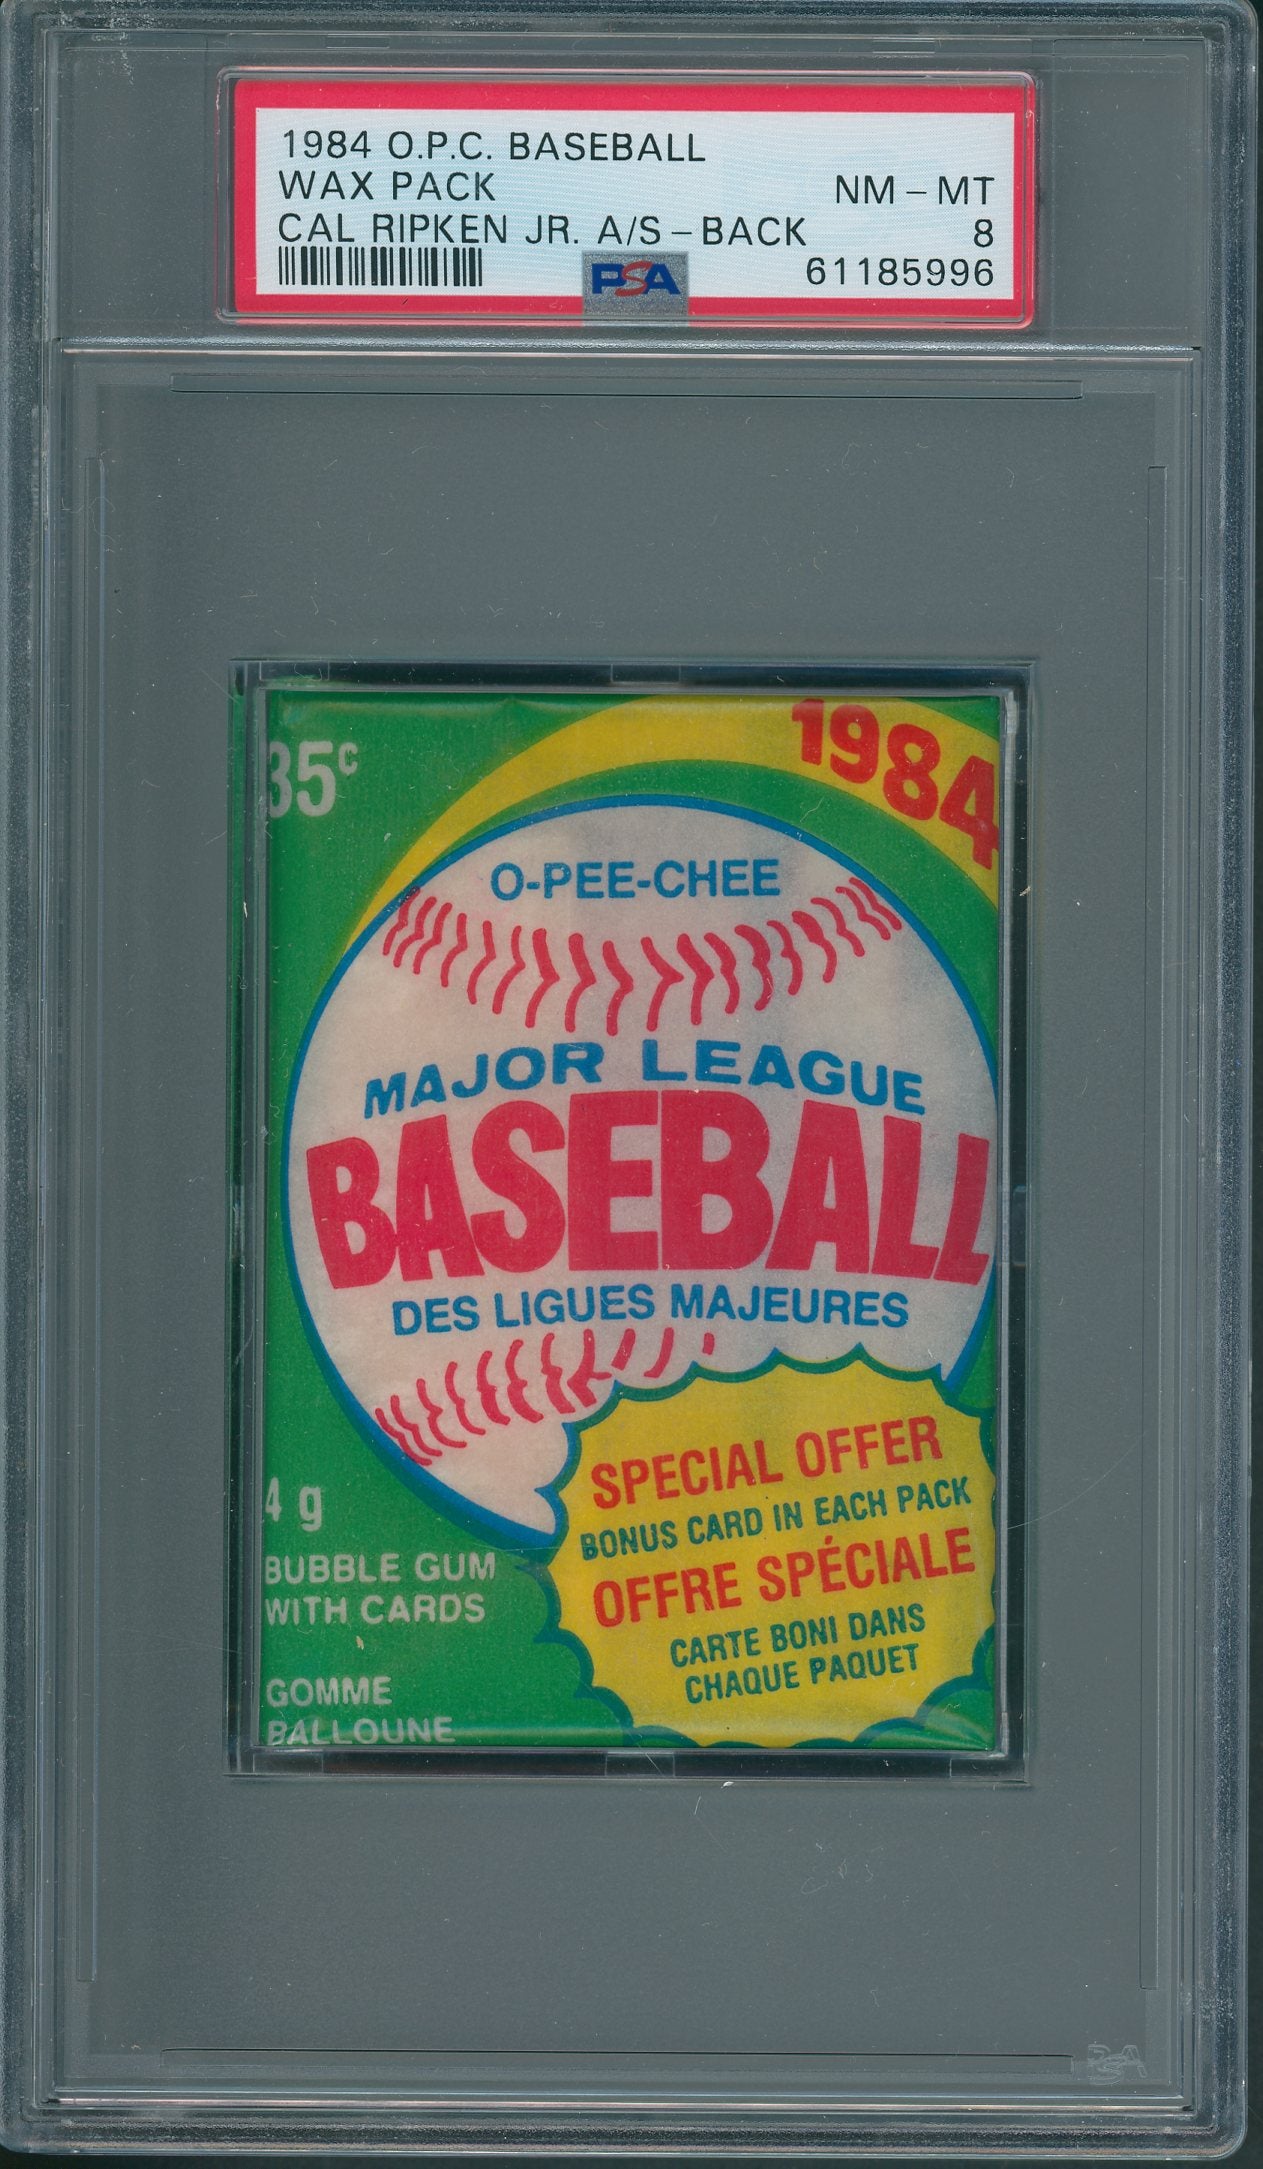 1984 O.P.C. BASEBALL
WAX PACK
NM - MT
CAL RIPKEN JR. A/S - BACK
8
PSA
61185996
35¢
1984
O-PEE-CHEE
MAJOR LEAGUE
BASEBALL
DES LIGUES MAJEURES
SPECIAL OFFER
BONUS CARD IN EACH PACK
OFFRE SPÉCIALE
CARTE BONI DANS
CHAQUE PAQUET
4 g
BUBBLE GUM
WITH CARDS
GOMME
BALLOUNE
PSA